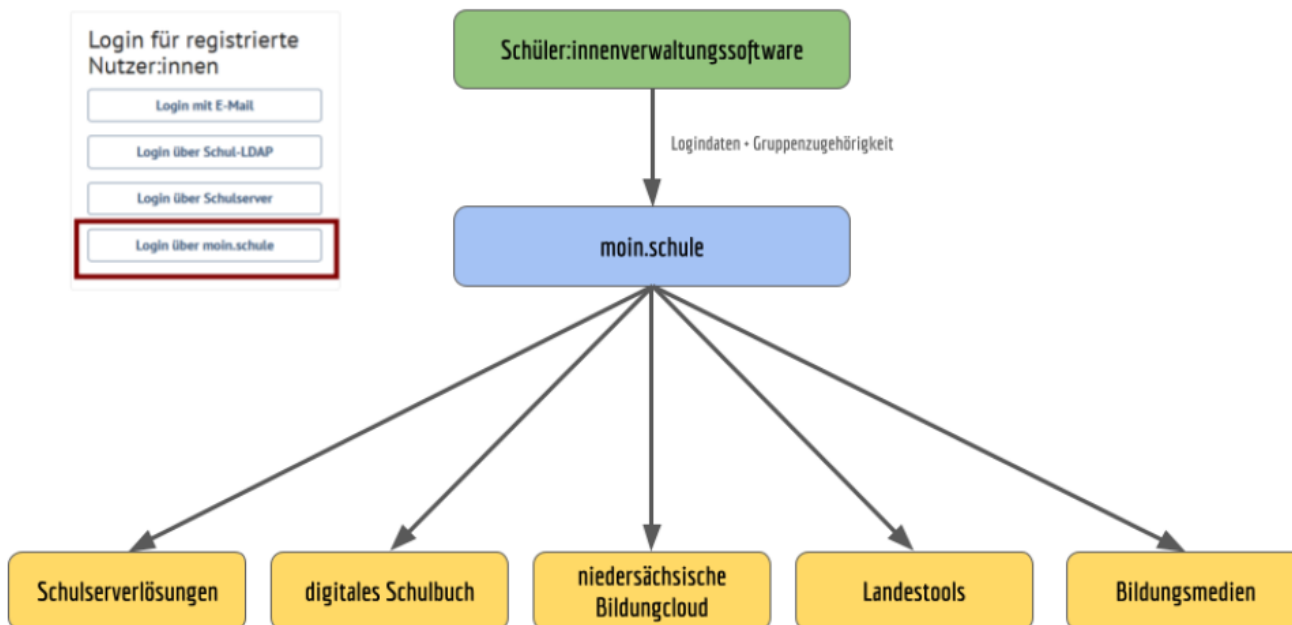 Login für registrierte
Nutzer:innen
Login mit E-Mail
Login über Schul-LDAP
Login über Schulserver
Login über moin.schule
Schüler:innenverwaltungssoftware
Logindaten + Gruppenzugehörigkeit
moin.schule
Schulserverlösungen
digitales Schulbuch
niedersächsische
Bildungcloud
Landestools
Bildungsmedien